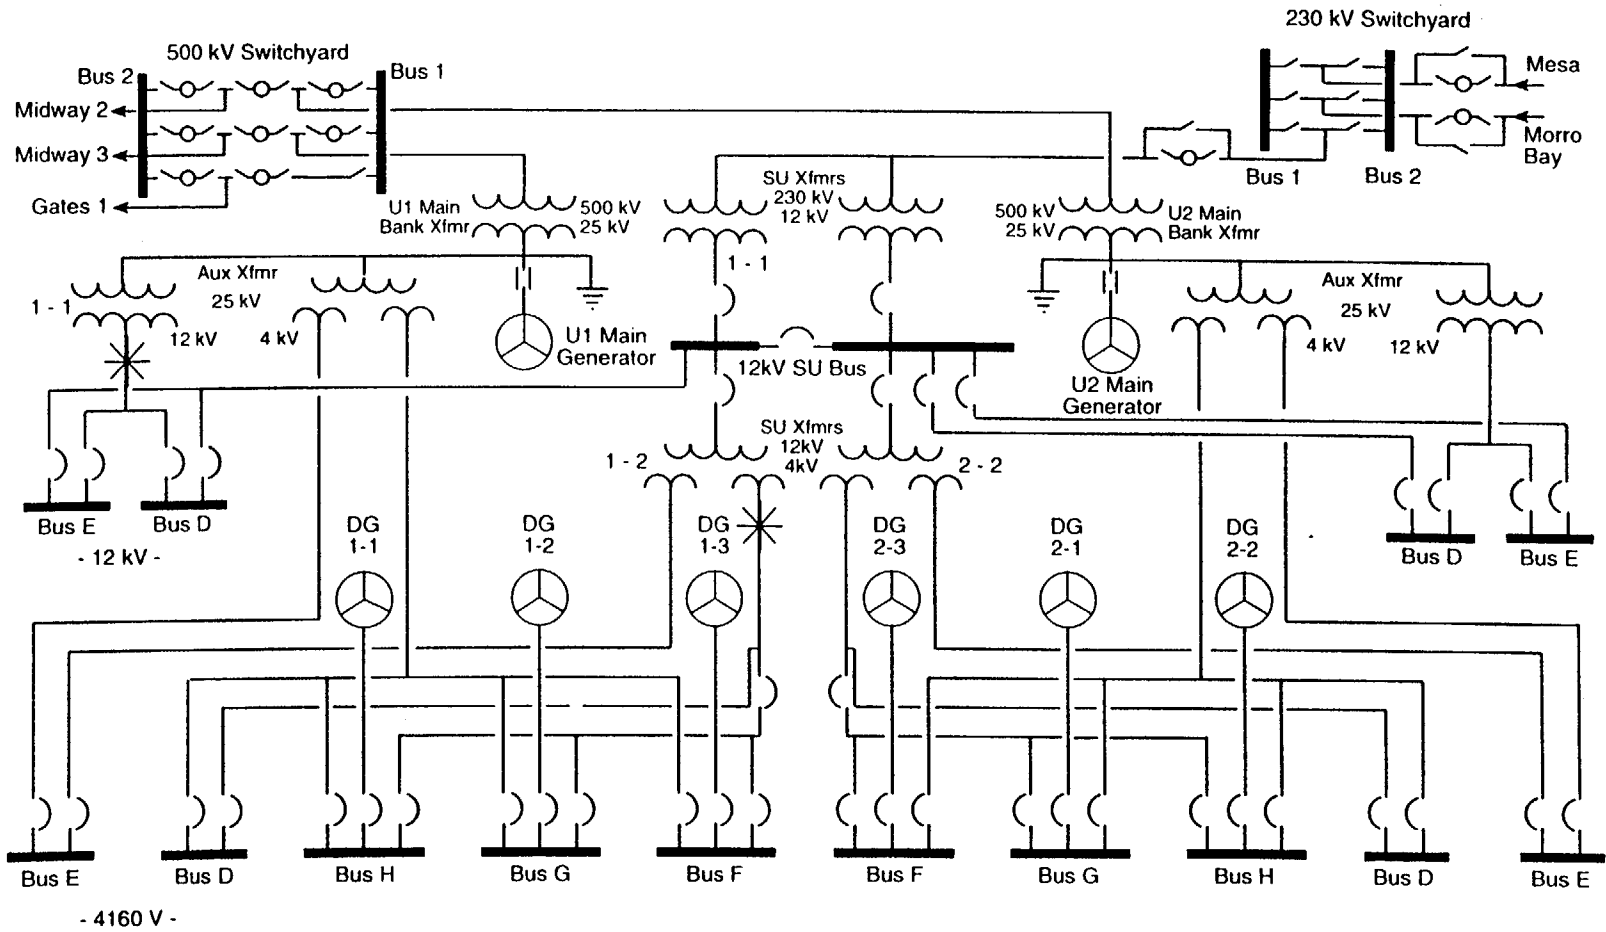 500 kV Switchyard
230 kV Switchyard
Bus 2
Bus 1
Midway 2
Midway 3
Gates 1
Mesa
Morro
Bay
Bus 1
Bus 2
U1 Main
Bank Xfmr
500 kV
25 kV
SU Xfmrs
230 kV
12 kV
500 kV
25 kV
U2 Main
Bank Xfmr
1 - 1
Aux Xfmr
25 kV
1 - 1
12 kV
4 kV
U1 Main
Generator
12kV SU Bus
U2 Main
Generator
Aux Xfmr
25 kV
4 kV
12 kV
SU Xfmrs
12kV
4kV
1 - 2
2 - 2
Bus E
Bus D
- 12 kV -
Bus D
Bus E
DG
1-1
DG
1-2
DG
1-3
DG
2-3
DG
2-1
DG
2-2
Bus E
Bus D
Bus H
Bus G
Bus F
Bus F
Bus G
Bus H
Bus D
Bus E
- 4160 V -